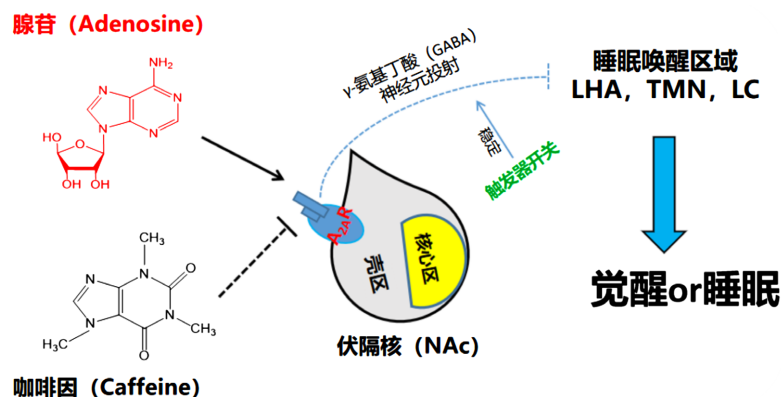 腺苷（Adenosine）
NH₂
N
N
N
N
HO
O
OH
OH
γ-氨基丁酸（GABA）
神经元投射
睡眠唤醒区域
LHA，TMN，LC
稳定
触发器开关
A₂AR
壳区
核心区
觉醒or睡眠
CH₃
N
N
O
N
N
CH₃
H₃C
O
伏隔核（NAc）
咖啡因（Caffeine）